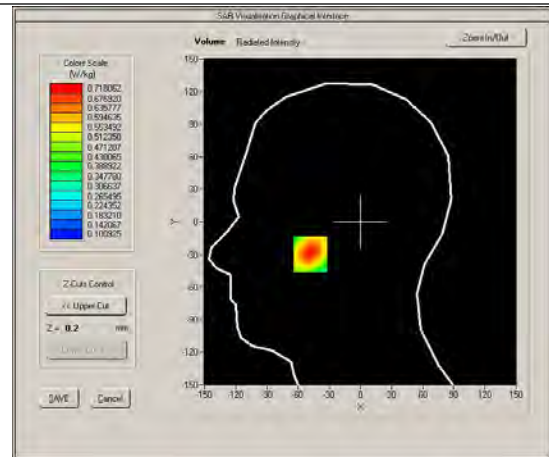 SAR Visualisation Graphical Interface
Volume Radiated Intensity
Zoom In/Out
Colors Scale
(W/kg)
0.718062
0.676920
0.635777
0.594635
0.553492
0.512350
0.471207
0.430065
0.388922
0.347780
0.306637
0.265495
0.224352
0.183210
0.142067
0.100925
150
120
90
60
30
0
-30
-60
-90
-120
-150
Y
-150 -120 -90 -60 -30 0 30 60 90 120 150
X
Z Cuts Control
<< Upper Cut
Z = 0.2 mm
SAVE
Cancel